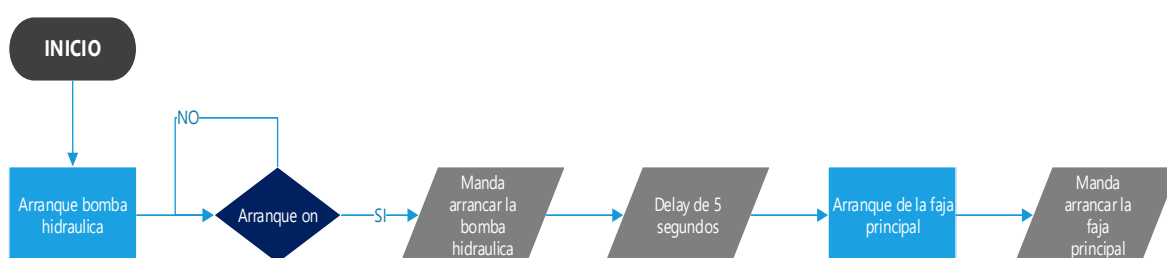 INICIO
NO
Arranque bomba
hidraulica
Arranque on
SI
Manda
arrancar la
bomba
hidraulica
Delay de 5
segundos
Arranque de la faja
principal
Manda
arrancar la
faja
principal